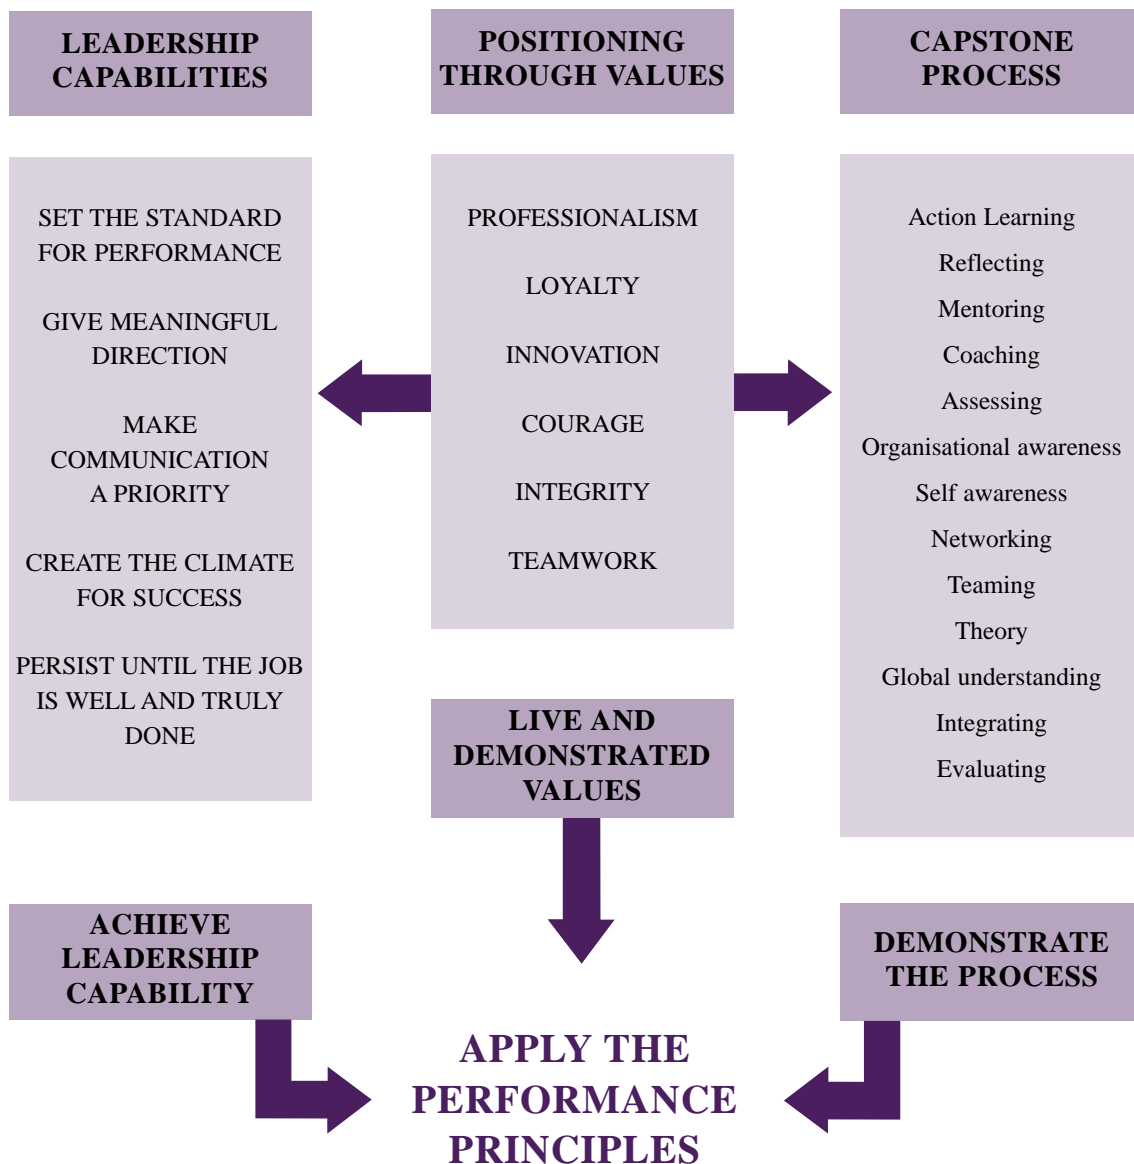 LEADERSHIP
CAPABILITIES
SET THE STANDARD
FOR PERFORMANCE
GIVE MEANINGFUL
DIRECTION
MAKE
COMMUNICATION
A PRIORITY
CREATE THE CLIMATE
FOR SUCCESS
PERSIST UNTIL THE JOB
IS WELL AND TRULY
DONE
ACHIEVE
LEADERSHIP
CAPABILITY
POSITIONING
THROUGH VALUES
PROFESSIONALISM
LOYALTY
INNOVATION
COURAGE
INTEGRITY
TEAMWORK
LIVE AND
DEMONSTRATED
VALUES
CAPSTONE
PROCESS
Action Learning
Reflecting
Mentoring
Coaching
Assessing
Organisational awareness
Self awareness
Networking
Teaming
Theory
Global understanding
Integrating
Evaluating
DEMONSTRATE
THE PROCESS
APPLY THE
PERFORMANCE
PRINCIPLES